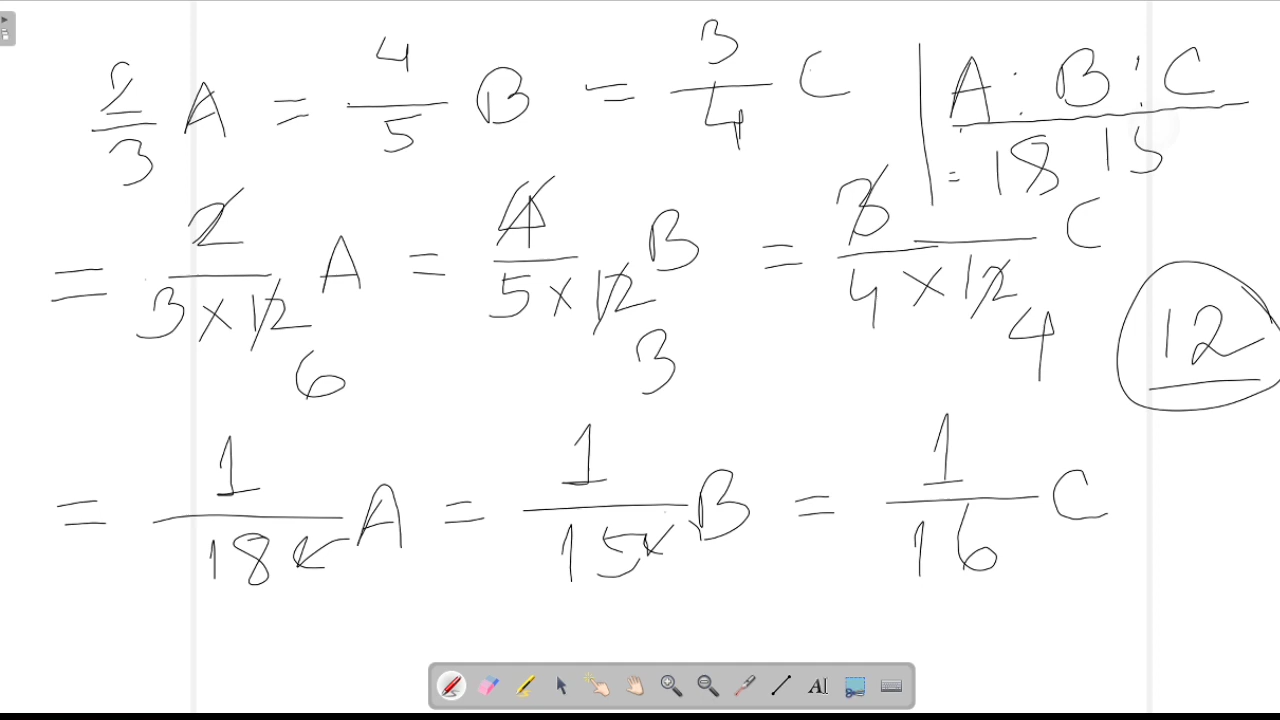 2/3 A = 4/5 B = 3/4 C
A : B : C
= 18 15
= 2/3×12 A = 4/5×12 B = 3/4×12 C
6 3 4
12
= 1/18 A = 1/15 B = 1/16 C
AI